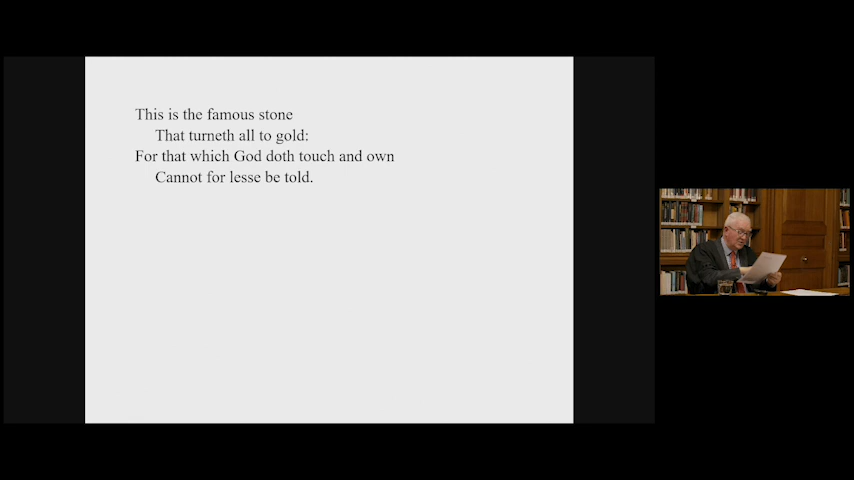 This is the famous stone
That turneth all to gold:
For that which God doth touch and own
Cannot for lesse be told.